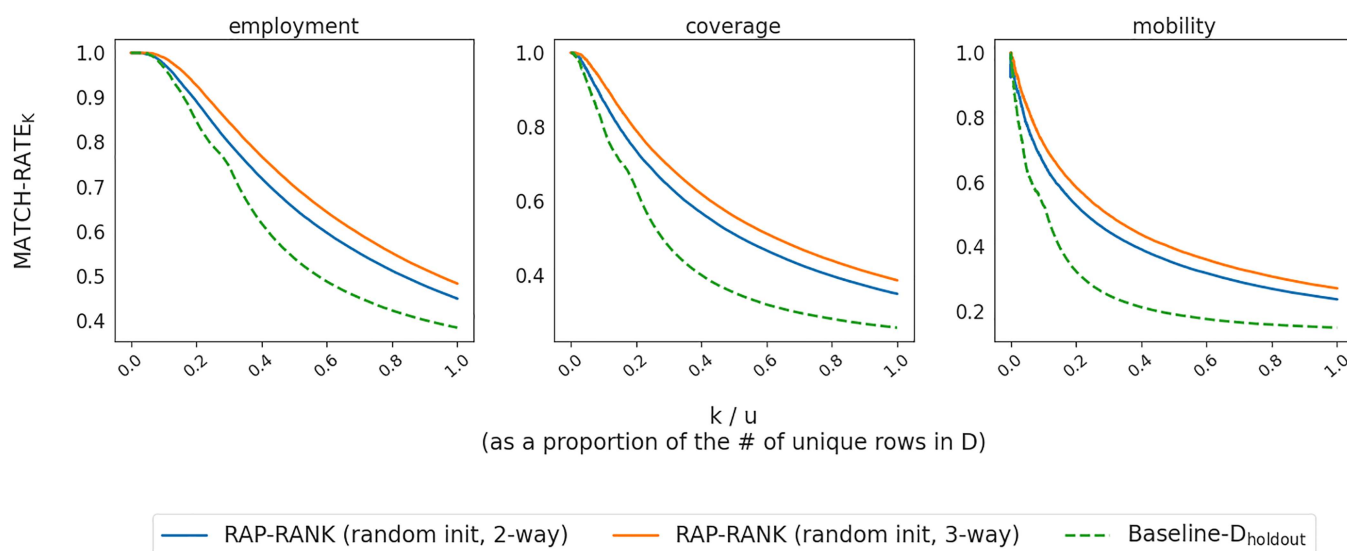 employment
coverage
mobility
MATCH-RATE_K
1.0
0.9
0.8
0.7
0.6
0.5
0.4
0.0 0.2 0.4 0.6 0.8 1.0
1.0
0.8
0.6
0.4
0.0 0.2 0.4 0.6 0.8 1.0
1.0
0.8
0.6
0.4
0.2
0.0 0.2 0.4 0.6 0.8 1.0
k / u
(as a proportion of the # of unique rows in D)
RAP-RANK (random init, 2-way)
RAP-RANK (random init, 3-way)
Baseline-D_holdout